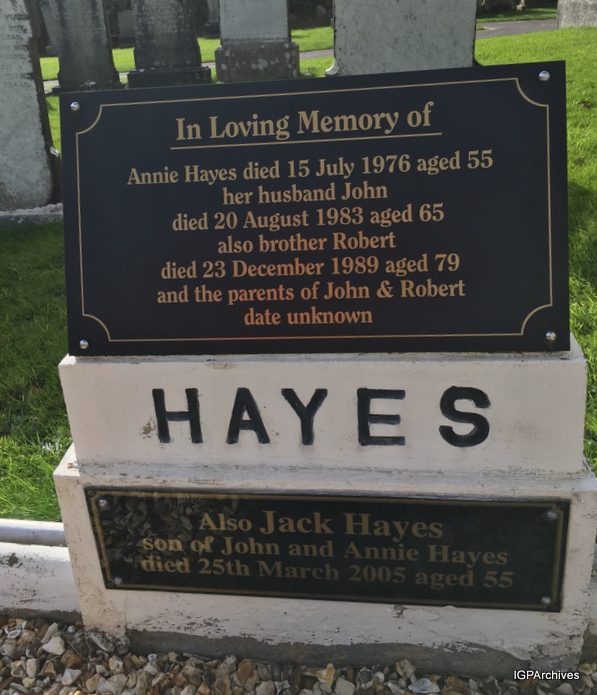 In Loving Memory of
Annie Hayes died 15 July 1976 aged 55
her husband John
died 20 August 1983 aged 65
also brother Robert
died 23 December 1989 aged 79
and the parents of John & Robert
date unknown
HAYES
Also Jack Hayes
son of John and Annie Hayes
died 25th March 2005 aged 55
IGPArchives